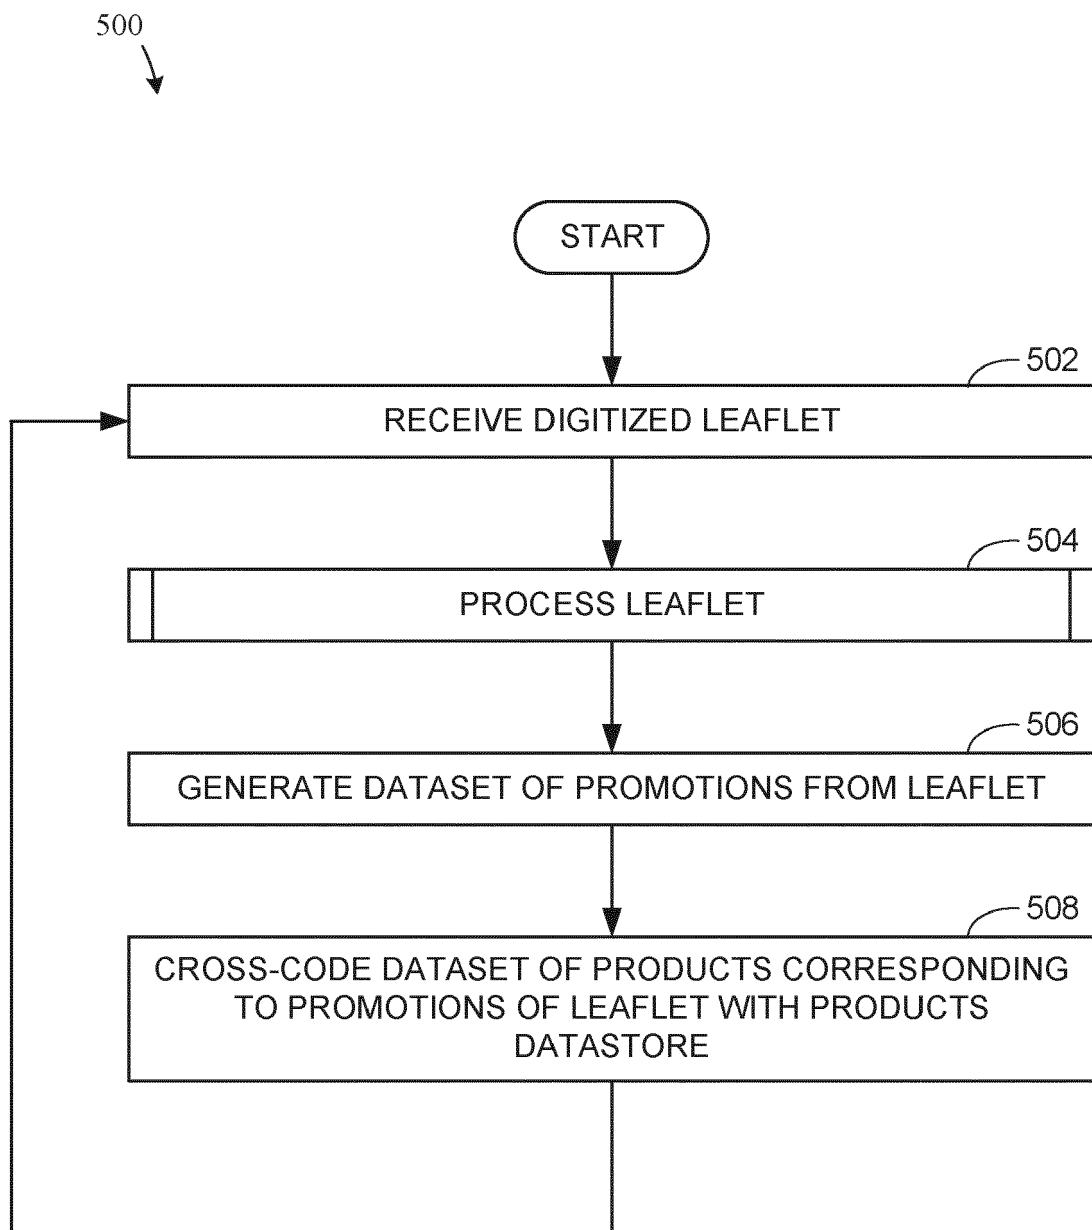 500
START
502
RECEIVE DIGITIZED LEAFLET
504
PROCESS LEAFLET
506
GENERATE DATASET OF PROMOTIONS FROM LEAFLET
508
CROSS-CODE DATASET OF PRODUCTS CORRESPONDING
TO PROMOTIONS OF LEAFLET WITH PRODUCTS
DATASTORE